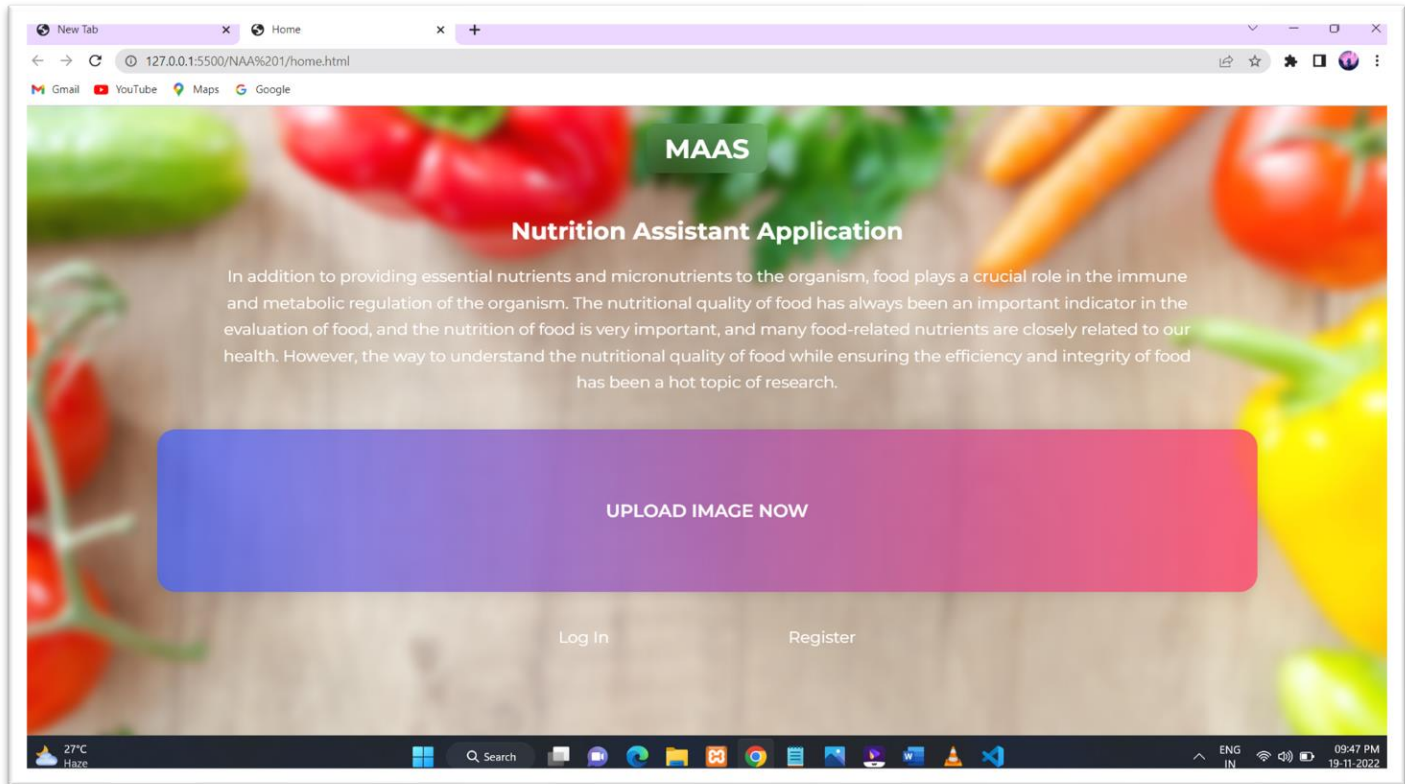 New Tab
Home
127.0.0.1:5500/NAA%201/home.html
Gmail YouTube Maps Google
MAAS
Nutrition Assistant Application
In addition to providing essential nutrients and micronutrients to the organism, food plays a crucial role in the immune
and metabolic regulation of the organism. The nutritional quality of food has always been an important indicator in the
evaluation of food, and the nutrition of food is very important, and many food-related nutrients are closely related to our
health. However, the way to understand the nutritional quality of food while ensuring the efficiency and integrity of food
has been a hot topic of research.
UPLOAD IMAGE NOW
Log In Register
27°C
Haze
Search
ENG
IN
09:47 PM
19-11-2022